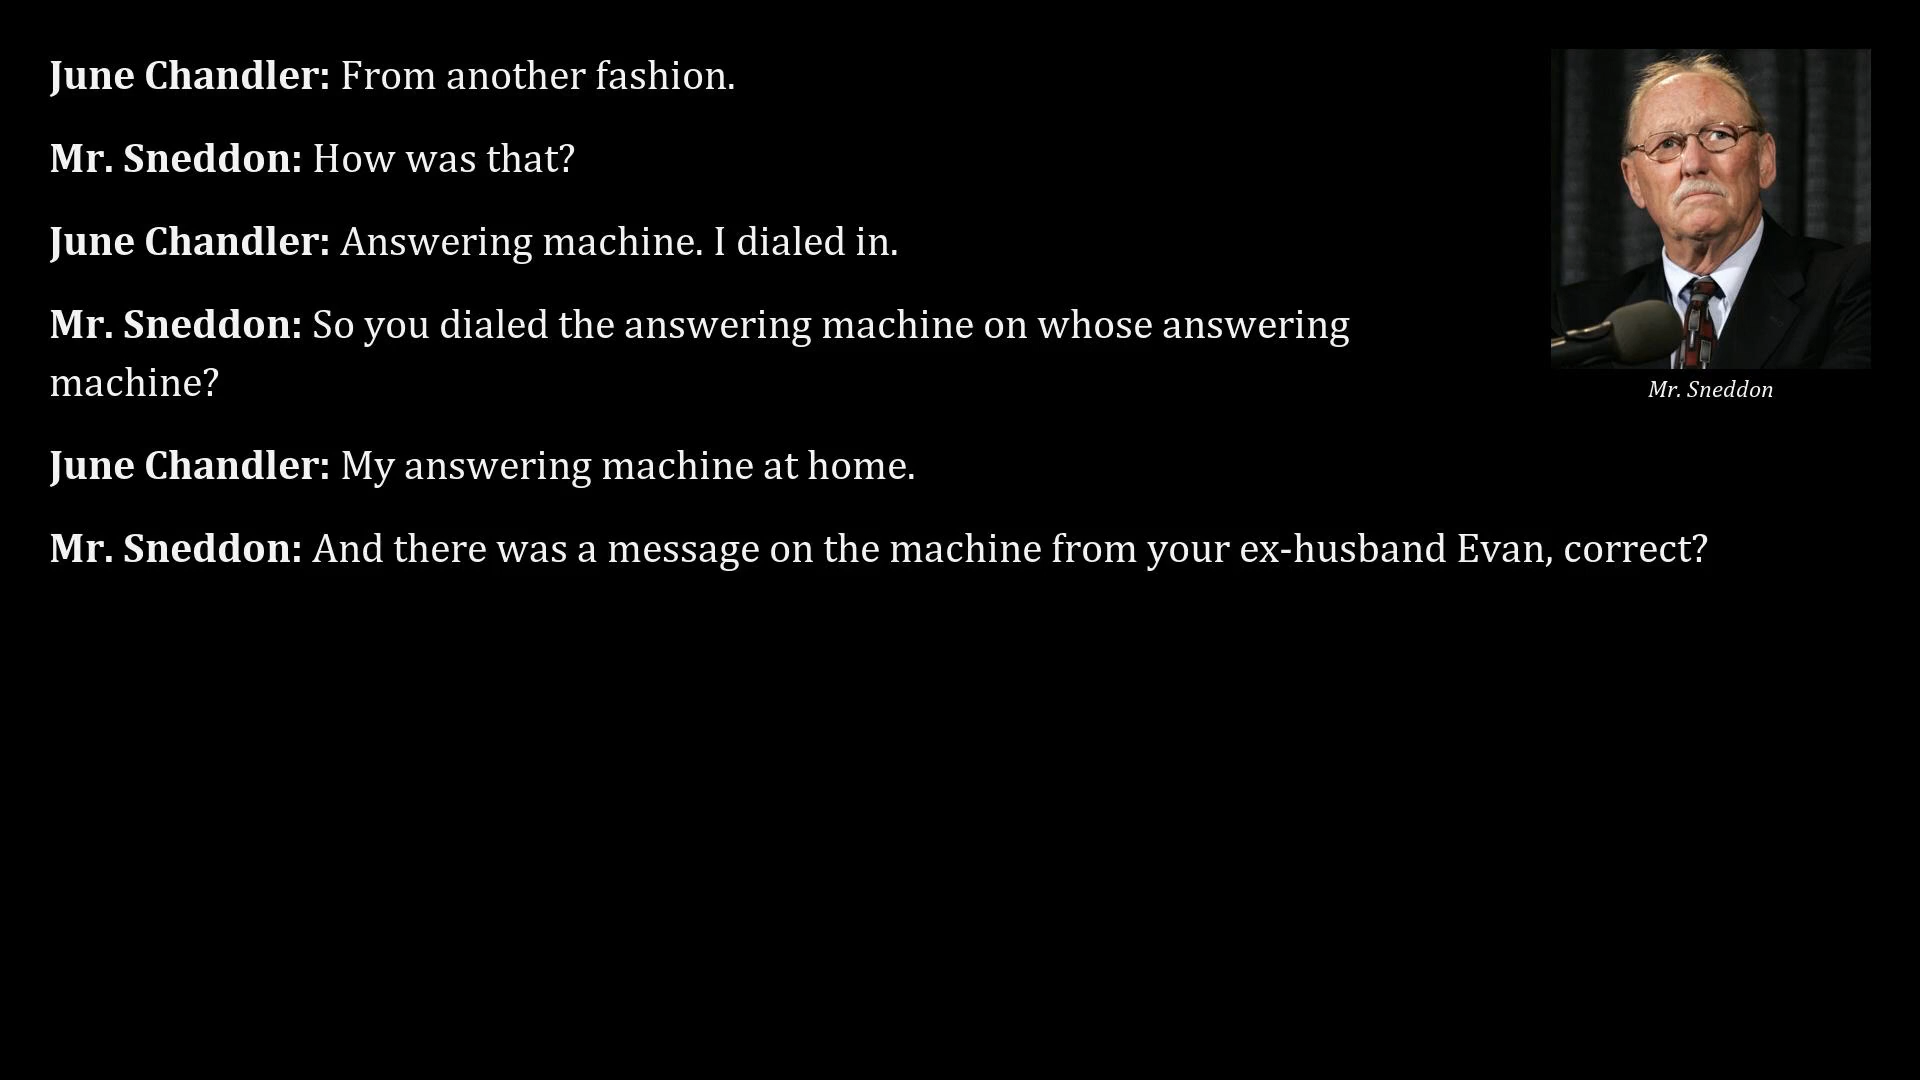 June Chandler: From another fashion.
Mr. Sneddon: How was that?
June Chandler: Answering machine. I dialed in.
Mr. Sneddon: So you dialed the answering machine on whose answering
machine?
Mr. Sneddon
June Chandler: My answering machine at home.
Mr. Sneddon: And there was a message on the machine from your ex-husband Evan, correct?